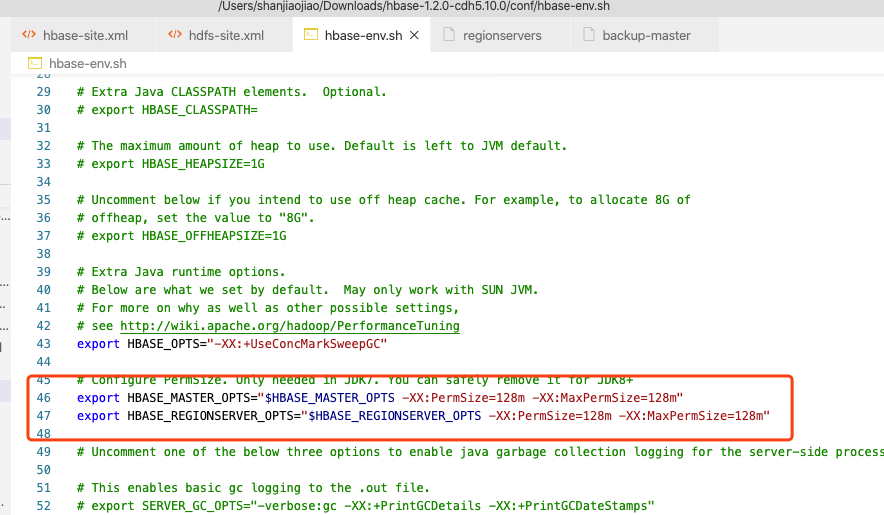 /Users/shanjiaojiao/Downloads/hbase-1.2.0-cdh5.10.0/conf/hbase-env.sh
hbase-site.xml hdfs-site.xml hbase-env.sh regionservers backup-master
hbase-env.sh
28
29 # Extra Java CLASSPATH elements.  Optional.
30 # export HBASE_CLASSPATH=
31
32 # The maximum amount of heap to use. Default is left to JVM default.
33 # export HBASE_HEAPSIZE=1G
34
35 # Uncomment below if you intend to use off heap cache. For example, to allocate 8G of
36 # offheap, set the value to "8G".
37 # export HBASE_OFFHEAPSIZE=1G
38
39 # Extra Java runtime options.
40 # Below are what we set by default.  May only work with SUN JVM.
41 # For more on why as well as other possible settings,
42 # see http://wiki.apache.org/hadoop/PerformanceTuning
43 export HBASE_OPTS="-XX:+UseConcMarkSweepGC"
44
45 # Configure PermSize. Only needed in JDK7. You can safely remove it for JDK8+
46 export HBASE_MASTER_OPTS="$HBASE_MASTER_OPTS -XX:PermSize=128m -XX:MaxPermSize=128m"
47 export HBASE_REGIONSERVER_OPTS="$HBASE_REGIONSERVER_OPTS -XX:PermSize=128m -XX:MaxPermSize=128m"
48
49 # Uncomment one of the below three options to enable java garbage collection logging for the server-side process
50
51 # This enables basic gc logging to the .out file.
52 # export SERVER_GC_OPTS="-verbose:gc -XX:+PrintGCDetails -XX:+PrintGCDateStamps"